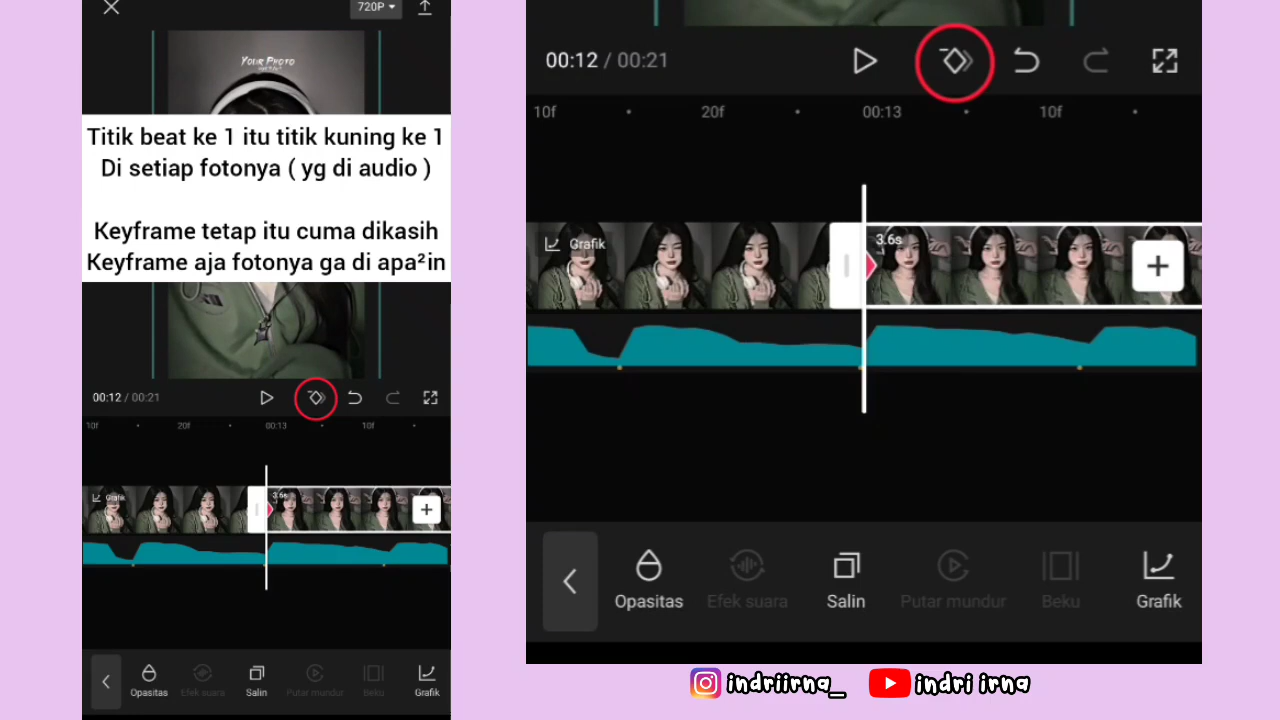 720P
YOUR PHOTO
Titik beat ke 1 itu titik kuning ke 1
Di setiap fotonya ( yg di audio )
Keyframe tetap itu cuma dikasih
Keyframe aja fotonya ga di apa²in
00:12 / 00:21
10f 20f 00:13 10f
Grafik 3.6s
Opasitas Efek suara Salin Putar mundur Beku Grafik
00:12 / 00:21
10f 20f 00:13 10f
Grafik 3.6s
Opasitas Efek suara Salin Putar mundur Beku Grafik
indriirna_ indri irna